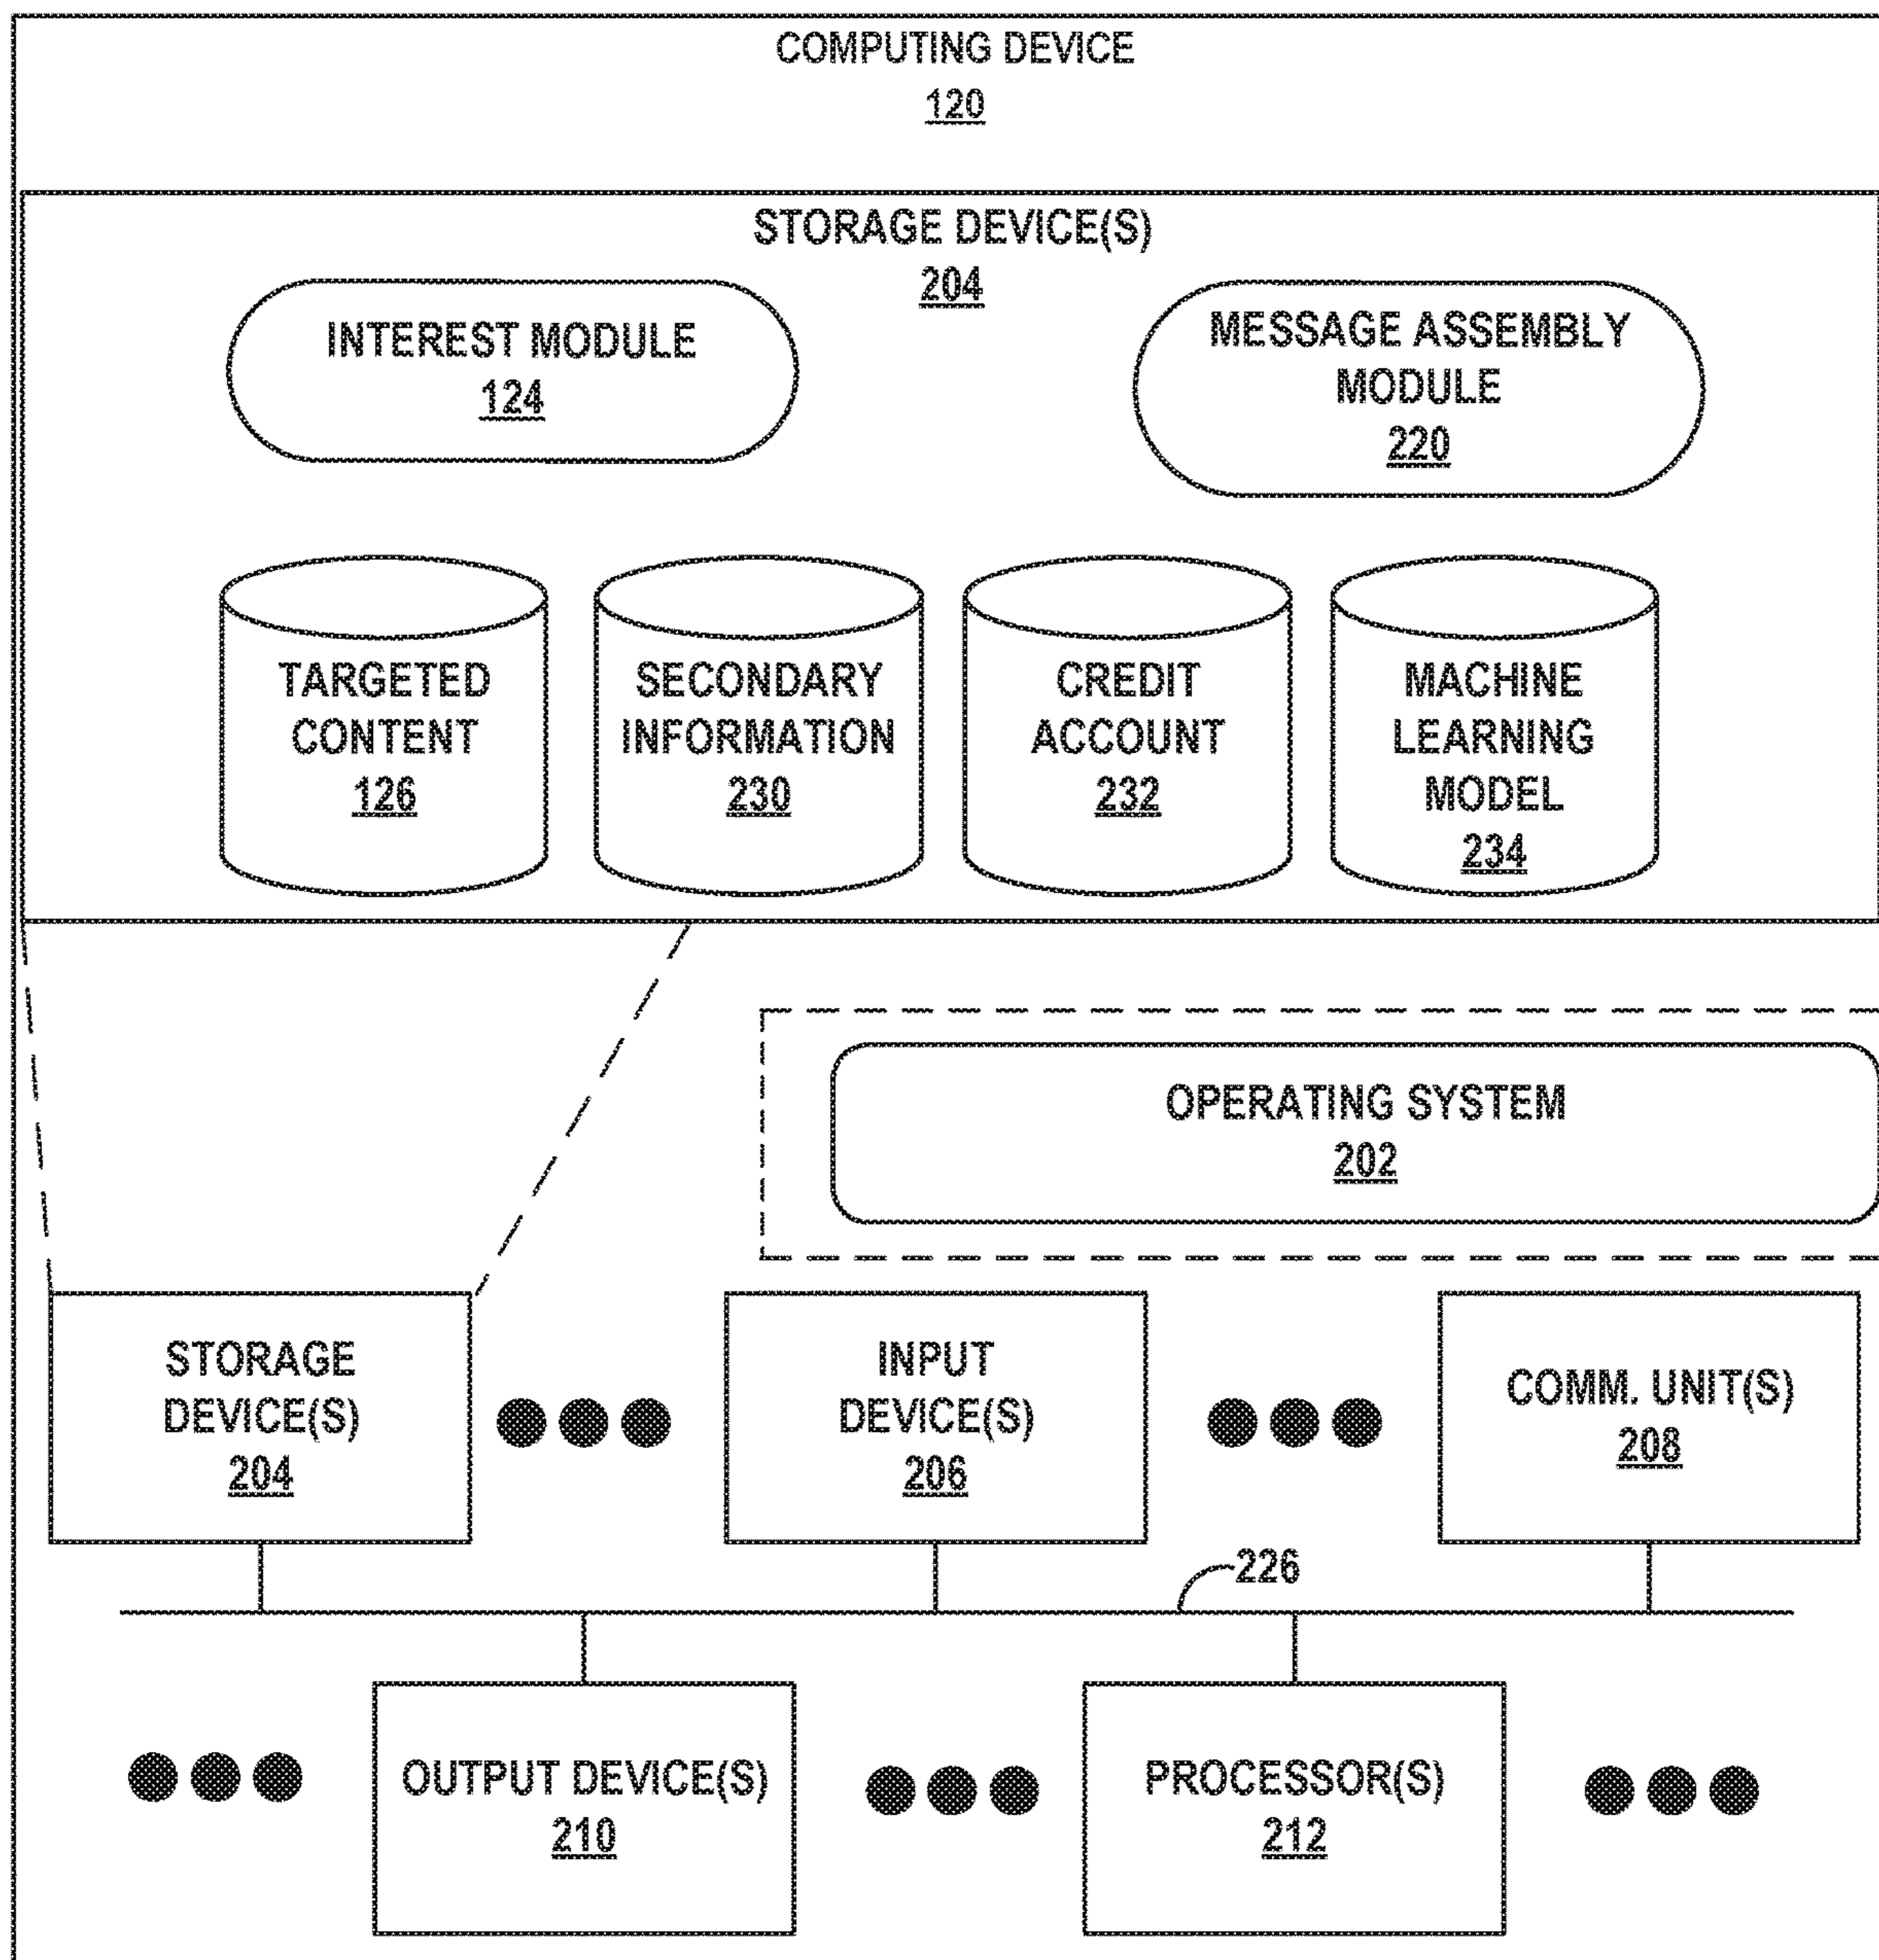 COMPUTING DEVICE
120
STORAGE DEVICE(S)
204
INTEREST MODULE
124
MESSAGE ASSEMBLY
MODULE
220
TARGETED
CONTENT
126
SECONDARY
INFORMATION
230
CREDIT
ACCOUNT
232
MACHINE
LEARNING
MODEL
234
OPERATING SYSTEM
202
STORAGE
DEVICE(S)
204
INPUT
DEVICE(S)
206
COMM. UNIT(S)
208
226
OUTPUT DEVICE(S)
210
PROCESSOR(S)
212